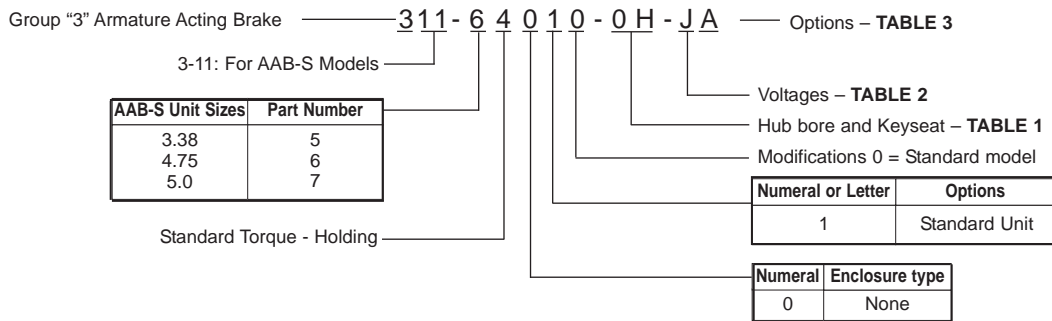 Group “3” Armature Acting Brake
311-64010-0H-JA
Options – TABLE 3
3-11: For AAB-S Models
Voltages – TABLE 2
AAB-S Unit Sizes Part Number
3.38 5
4.75 6
5.0 7
Hub bore and Keyseat – TABLE 1
Modifications 0 = Standard model
Numeral or Letter Options
1 Standard Unit
Standard Torque - Holding
Numeral Enclosure type
0 None